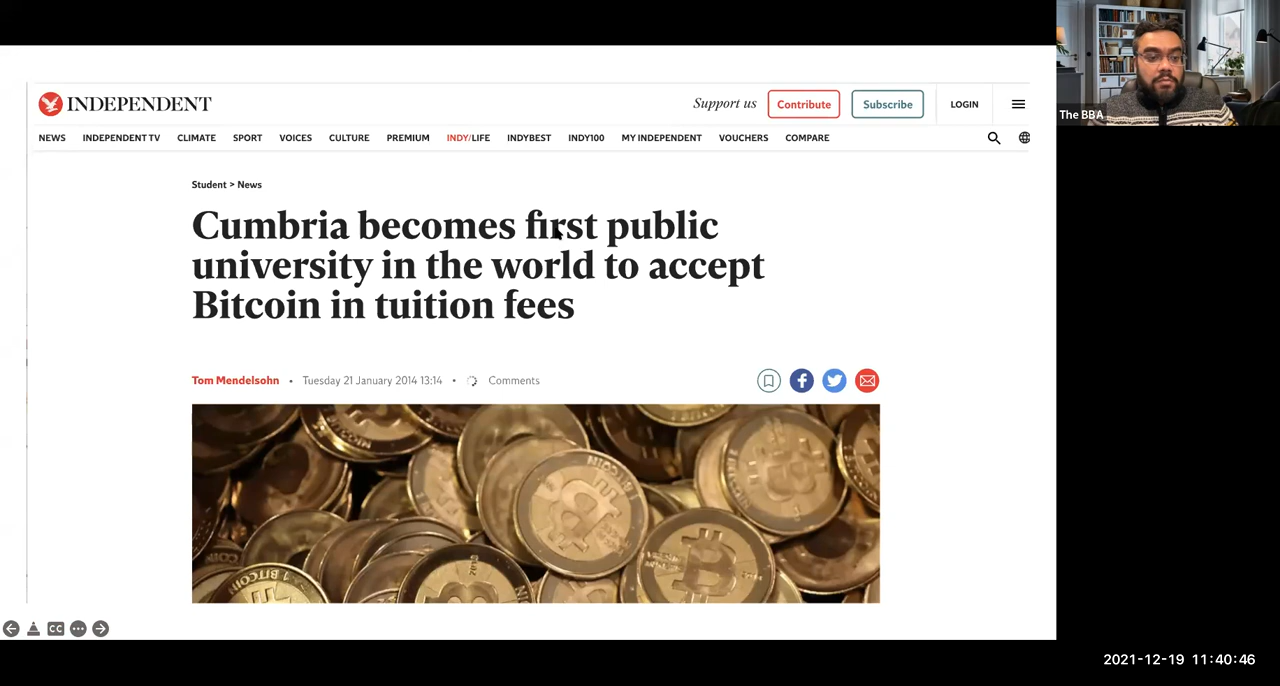 INDEPENDENT
Support us
Contribute
Subscribe
LOGIN
NEWS INDEPENDENT TV CLIMATE SPORT VOICES CULTURE PREMIUM INDY/LIFE INDYBEST INDY100 MY INDEPENDENT VOUCHERS COMPARE
The BBA
Student > News
Cumbria becomes first public
university in the world to accept
Bitcoin in tuition fees
Tom Mendelsohn • Tuesday 21 January 2014 13:14 • Comments
BITCOIN
CC
2021-12-19 11:40:46